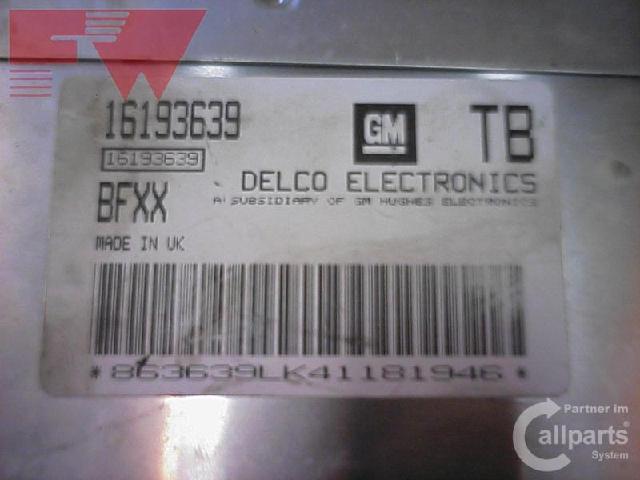 16193639
GM
TB
16193639
DELCO ELECTRONICS
A SUBSIDIARY OF GM HUGHES ELECTRONICS
BFXX
MADE IN UK
*863639LK41181946*
Partner im
Callparts
System